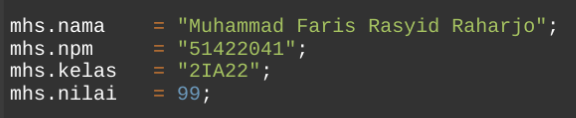 mhs.nama    = "Muhammad Faris Rasyid Raharjo";
mhs.npm     = "51422041";
mhs.kelas   = "2IA22";
mhs.nilai   = 99;